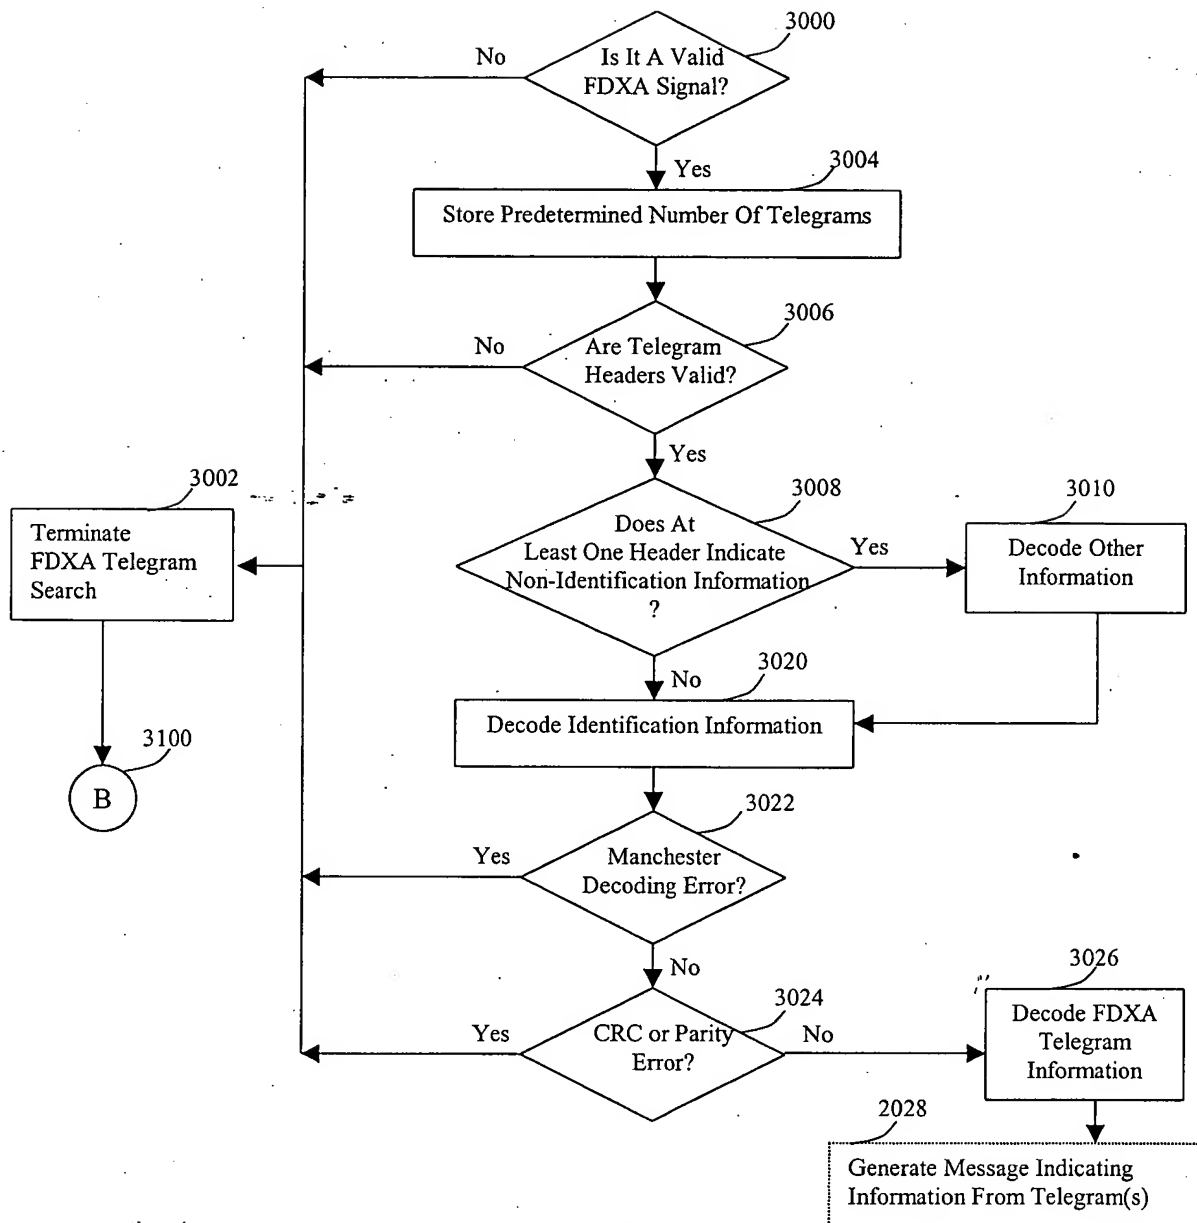 3000
Is It A Valid
FDXA Signal?
No
Yes
3004
Store Predetermined Number Of Telegrams
3006
Are Telegram
Headers Valid?
No
Yes
3002
Terminate
FDXA Telegram
Search
3008
Does At
Least One Header Indicate
Non-Identification Information
?
Yes
3010
Decode Other
Information
No
3020
Decode Identification Information
3100
B
3022
Manchester
Decoding Error?
Yes
No
3024
CRC or Parity
Error?
Yes
No
3026
Decode FDXA
Telegram
Information
2028
Generate Message Indicating
Information From Telegram(s)